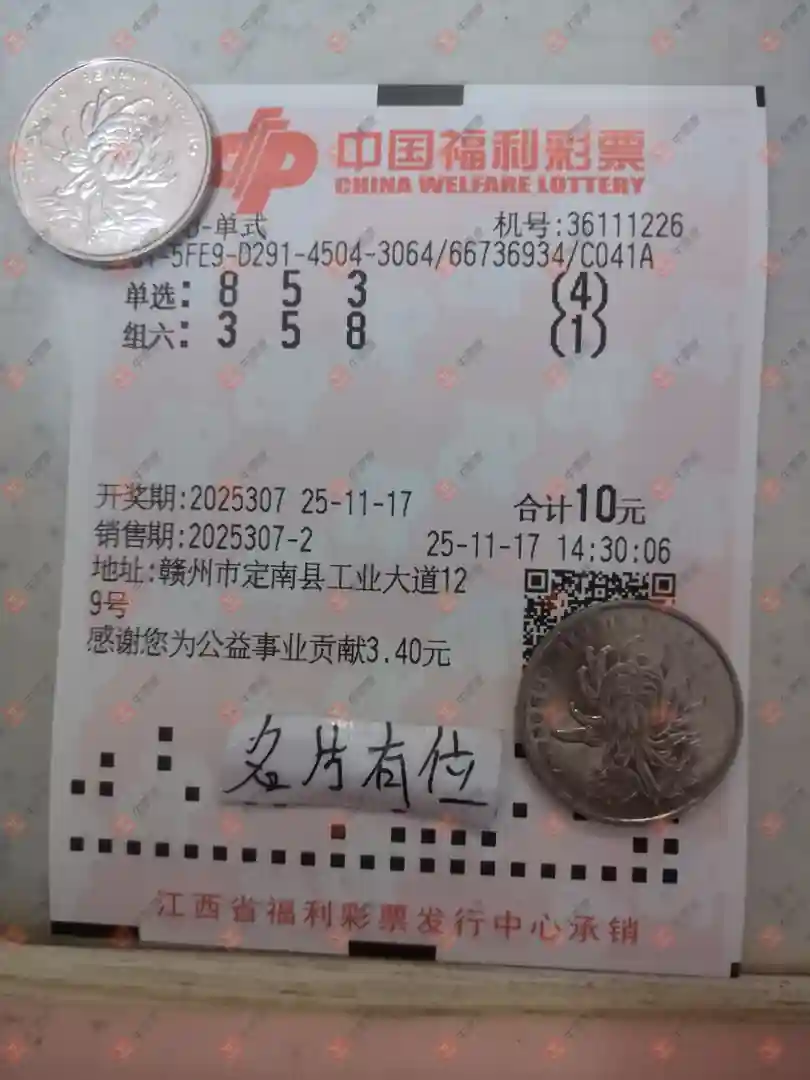 中国福利彩票
CHINA WELFARE LOTTERY
D-单式 机号:36111226
-5FE9-D291-4504-3064/66736934/C041A
单选: 8 5 3 (4)
组六: 3 5 8 (1)
开奖期:2025307 25-11-17 合计10元
销售期:2025307-2 25-11-17 14:30:06
地址:赣州市定南县工业大道12
9号
感谢您为公益事业贡献3.40元
名片有位
江西省福利彩票发行中心承销